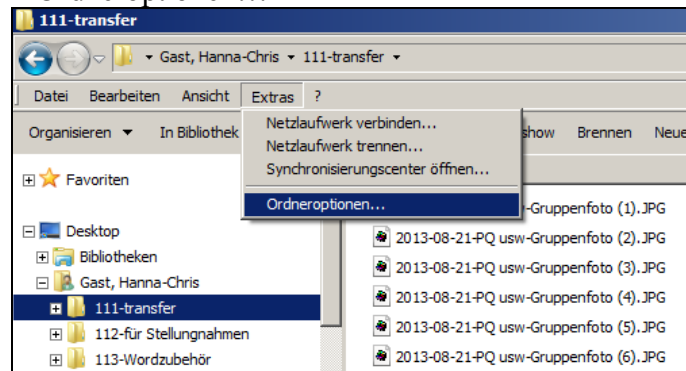 111-transfer
Gast, Hanna-Chris 111-transfer
Datei Bearbeiten Ansicht Extras ?
Organisieren In Bibliothek show Brennen Neue
Netzlaufwerk verbinden...
Netzlaufwerk trennen...
Synchronisierungscenter öffnen...
Ordneroptionen...
Favoriten
Desktop
Bibliotheken
Gast, Hanna-Chris
111-transfer
112-für Stellungnahmen
113-Wordzubehör
-Gruppenfoto (1).JPG
2013-08-21-PQ usw-Gruppenfoto (2).JPG
2013-08-21-PQ usw-Gruppenfoto (3).JPG
2013-08-21-PQ usw-Gruppenfoto (4).JPG
2013-08-21-PQ usw-Gruppenfoto (5).JPG
2013-08-21-PQ usw-Gruppenfoto (6).JPG